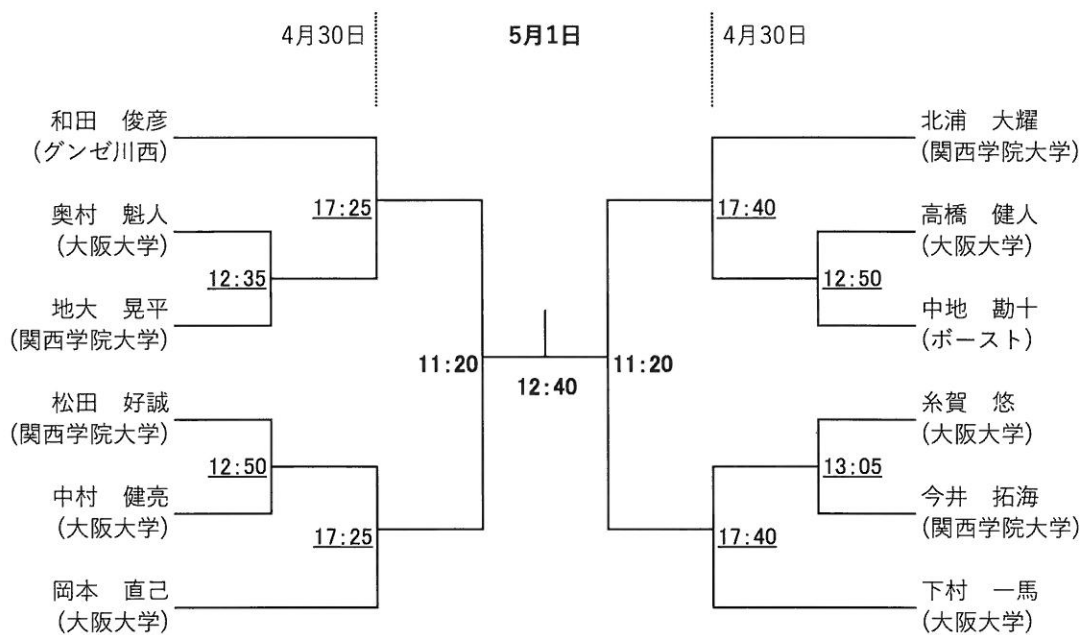 4月30日
5月1日
4月30日
和田　俊彦
(グンゼ川西)
奥村　魁人
(大阪大学)
地大　晃平
(関西学院大学)
松田　好誠
(関西学院大学)
中村　健亮
(大阪大学)
岡本　直己
(大阪大学)
17:25
12:35
12:50
17:25
11:20
12:40
11:20
17:40
12:50
13:05
17:40
北浦　大耀
(関西学院大学)
高橋　健人
(大阪大学)
中地　勘十
(ボースト)
糸賀　悠
(大阪大学)
今井　拓海
(関西学院大学)
下村　一馬
(大阪大学)